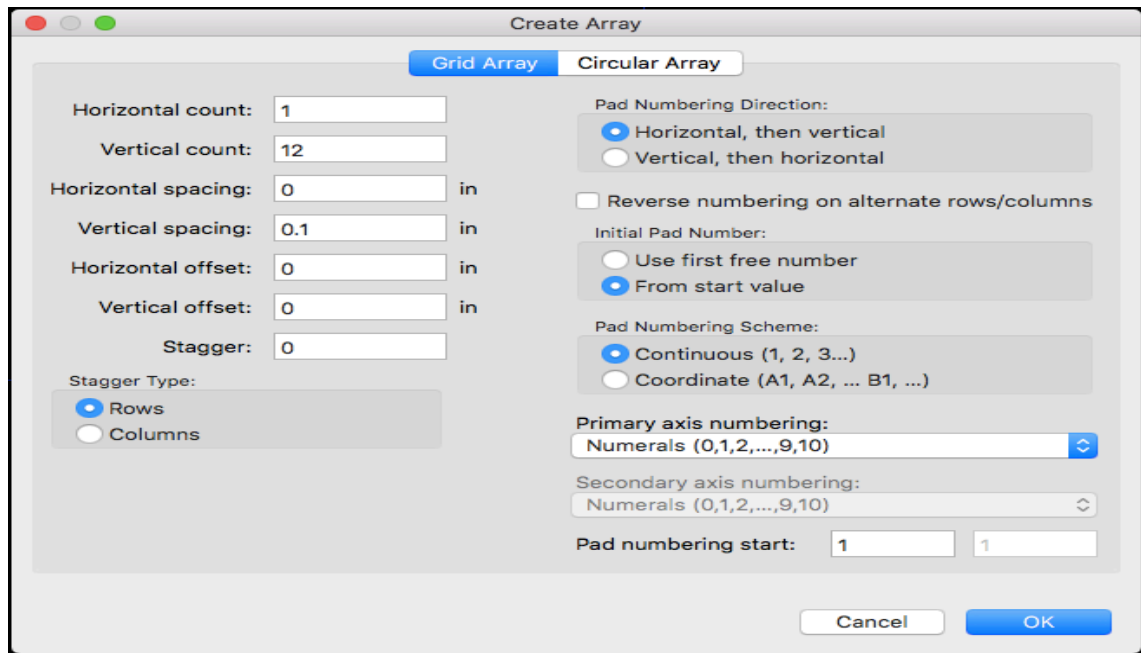 Create Array
Grid Array Circular Array
Horizontal count: 1
Vertical count: 12
Horizontal spacing: 0 in
Vertical spacing: 0.1 in
Horizontal offset: 0 in
Vertical offset: 0 in
Stagger: 0
Stagger Type:
Rows
Columns
Pad Numbering Direction:
Horizontal, then vertical
Vertical, then horizontal
Reverse numbering on alternate rows/columns
Initial Pad Number:
Use first free number
From start value
Pad Numbering Scheme:
Continuous (1, 2, 3...)
Coordinate (A1, A2, ... B1, ...)
Primary axis numbering:
Numerals (0,1,2,...,9,10)
Secondary axis numbering:
Numerals (0,1,2,...,9,10)
Pad numbering start: 1 1
Cancel OK